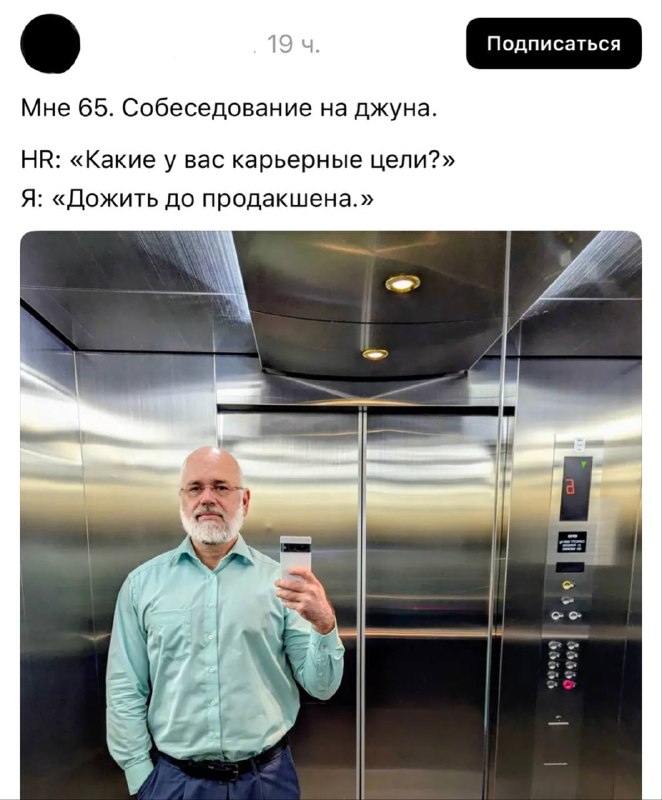 19 ч.
Подписаться
Мне 65. Собеседование на джуна.
HR: «Какие у вас карьерные цели?»
Я: «Дожить до продакшена.»